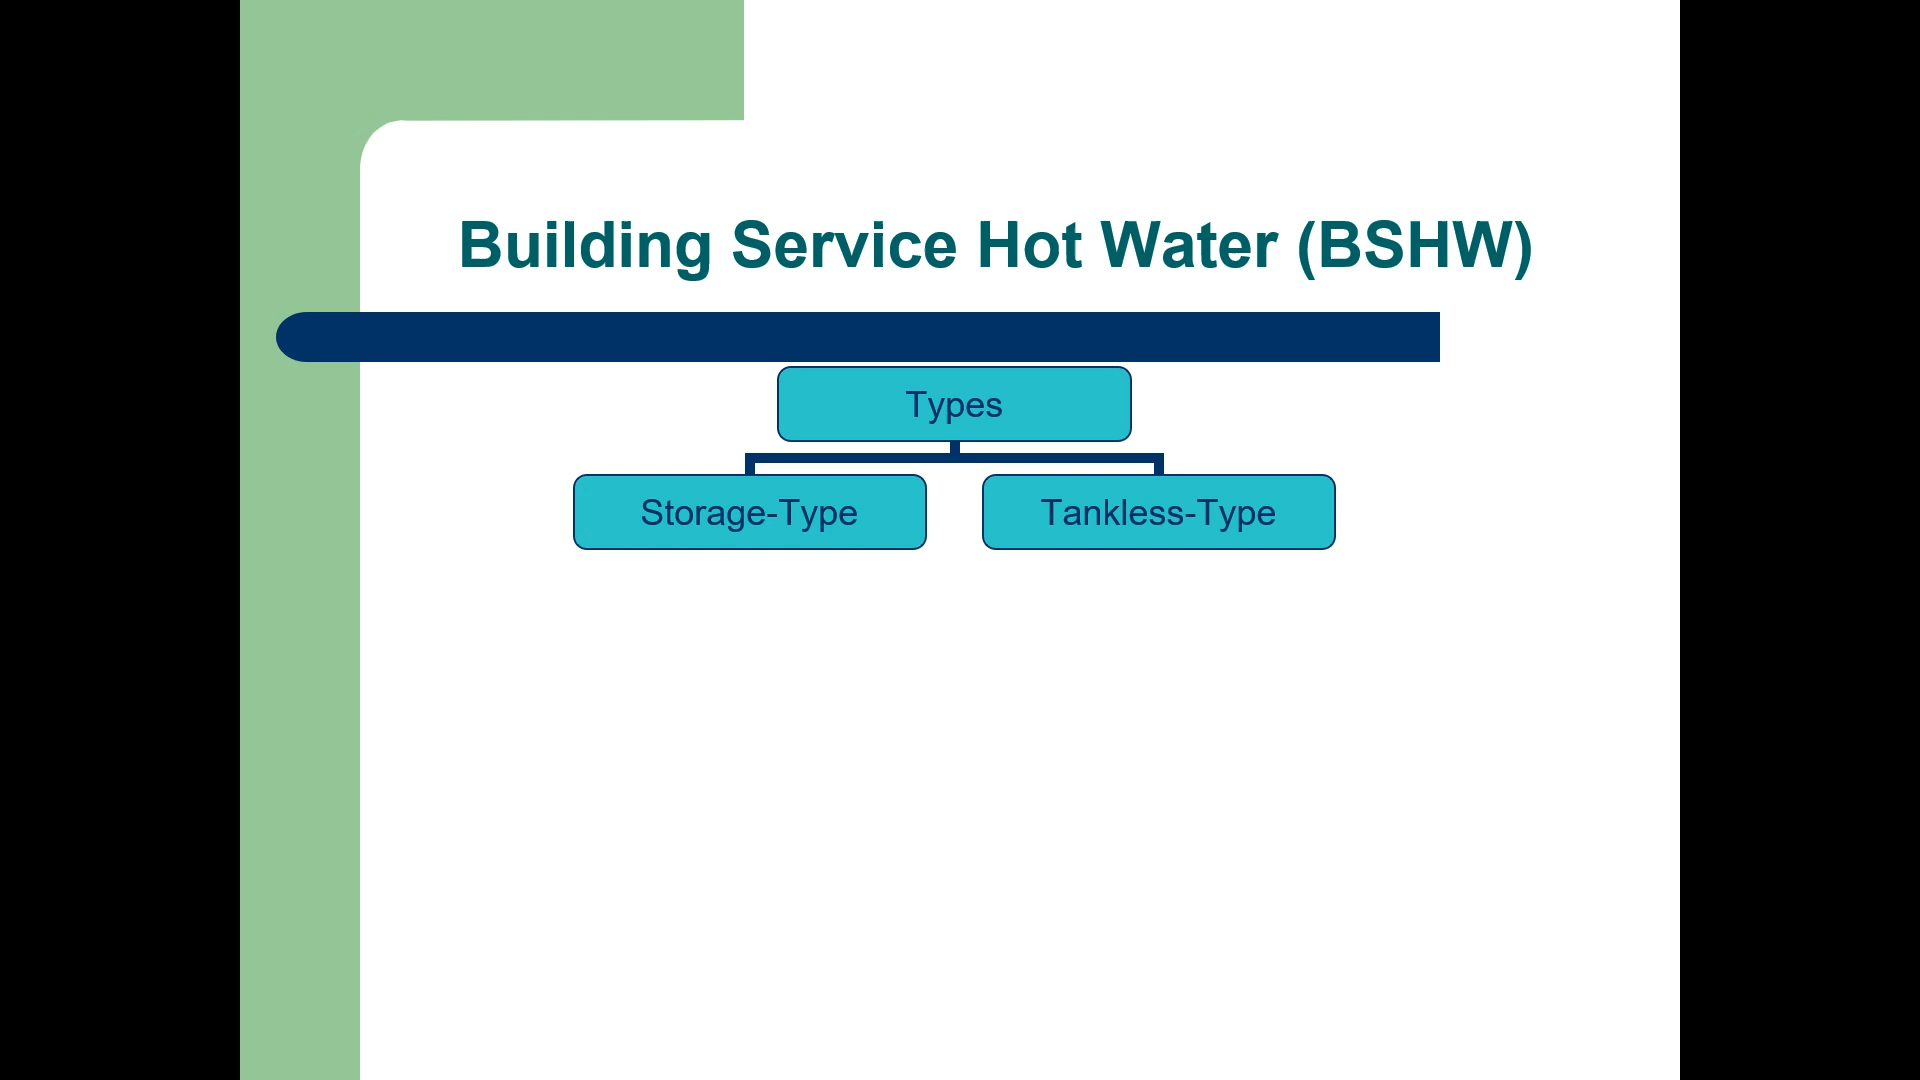 Building Service Hot Water (BSHW)
Types
Storage-Type
Tankless-Type